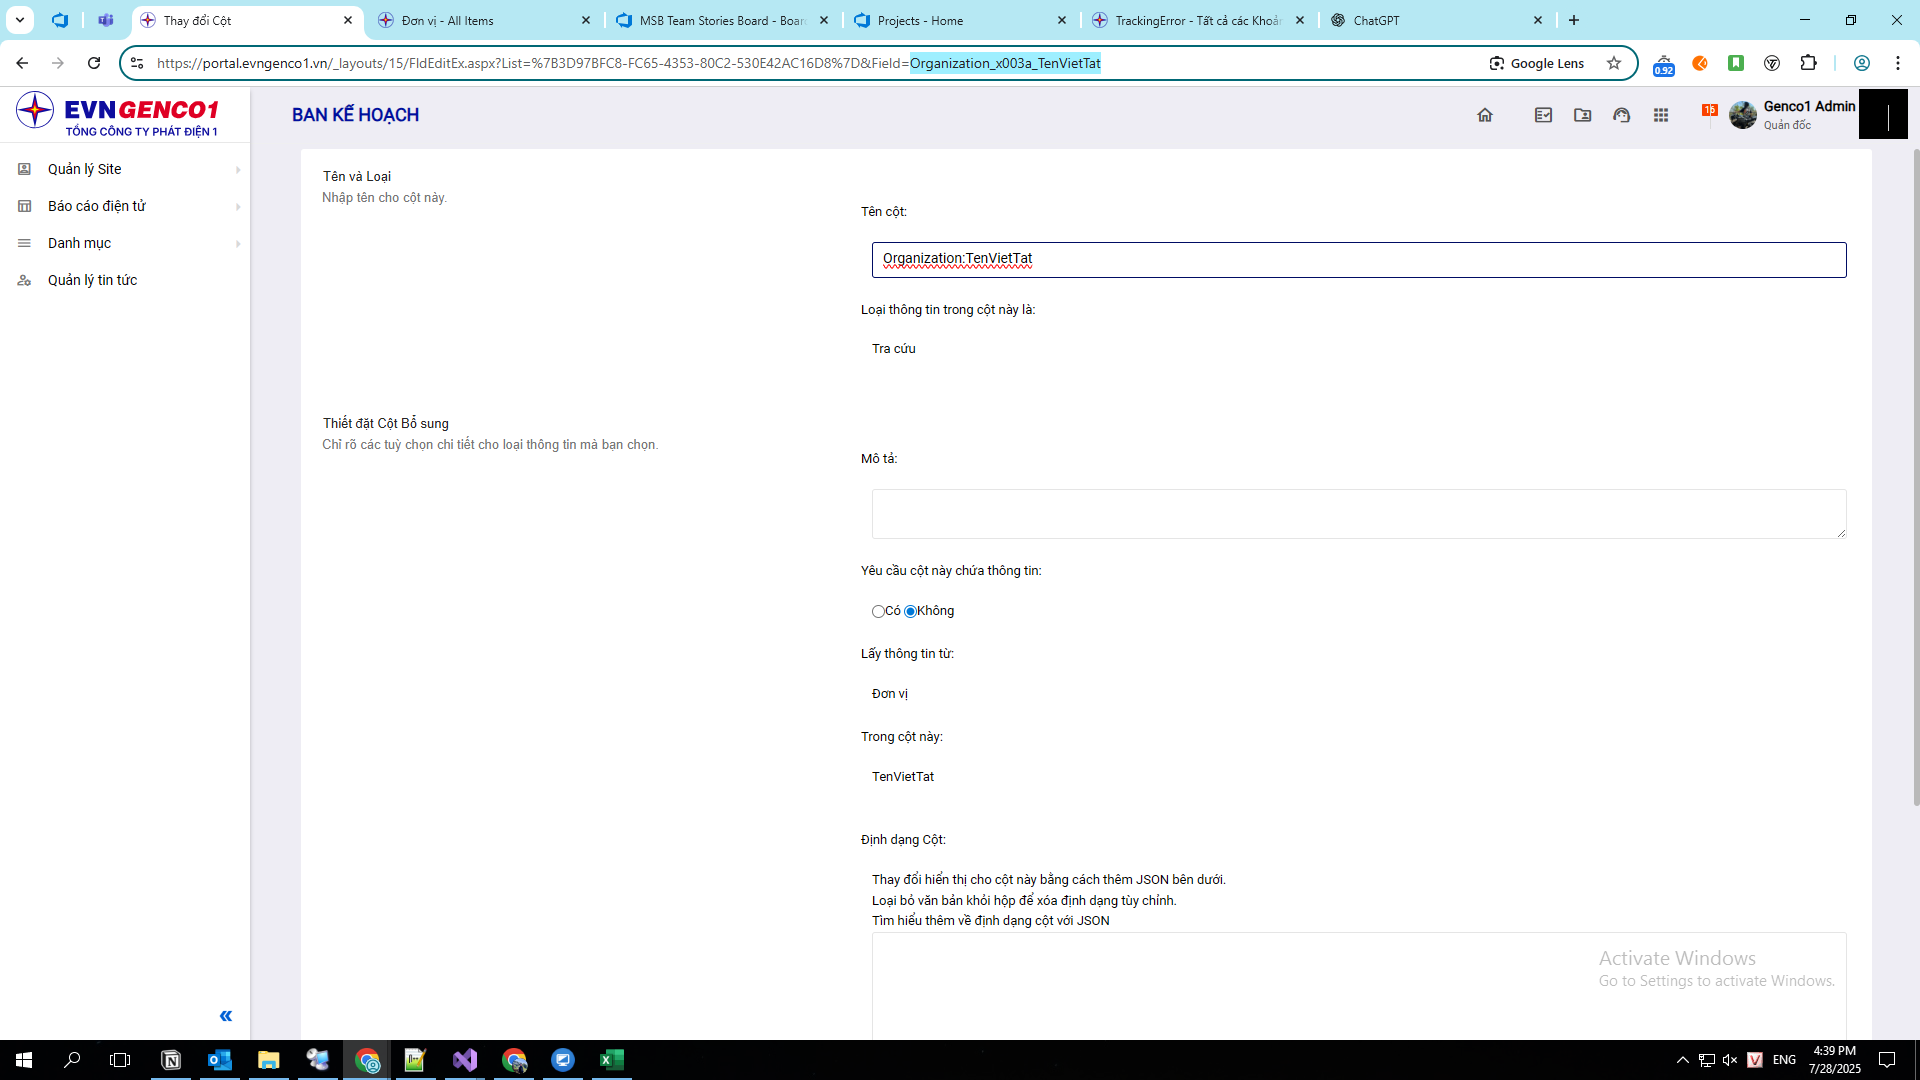 Thay đổi Cột
Đơn vị - All Items
MSB Team Stories Board - Boar
Projects - Home
TrackingError - Tất cả các Khoản
ChatGPT
https://portal.evngenco1.vn/_layouts/15/FldEditEx.aspx?List=%7B3D97BFC8-FC65-4353-80C2-530E42AC16D8%7D&Field=Organization_x003a_TenVietTat
Google Lens
0.92
EVNGENCO1
TỔNG CÔNG TY PHÁT ĐIỆN 1
BAN KẾ HOẠCH
Genco1 Admin
Quản đốc
Quản lý Site
Báo cáo điện tử
Danh mục
Quản lý tin tức
Tên và Loại
Nhập tên cho cột này.
Tên cột:
Organization:TenVietTat
Loại thông tin trong cột này là:
Tra cứu
Thiết đặt Cột Bổ sung
Chỉ rõ các tuỳ chọn chi tiết cho loại thông tin mà bạn chọn.
Mô tả:
Yêu cầu cột này chứa thông tin:
Có Không
Lấy thông tin từ:
Đơn vị
Trong cột này:
TenVietTat
Định dạng Cột:
Thay đổi hiển thị cho cột này bằng cách thêm JSON bên dưới.
Loại bỏ văn bản khỏi hộp để xóa định dạng tùy chỉnh.
Tìm hiểu thêm về định dạng cột với JSON
Activate Windows
Go to Settings to activate Windows.
ENG
4:39 PM
7/28/2025